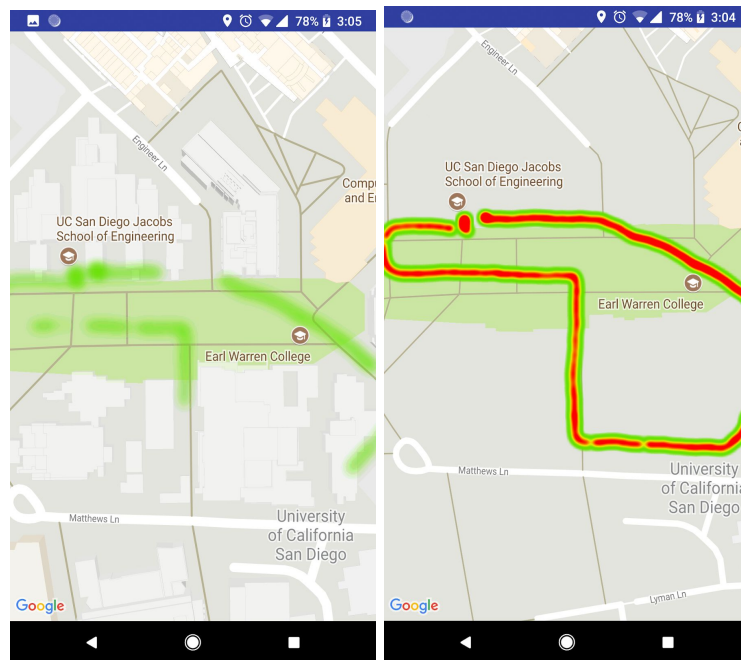 78% 3:05
Engineer Ln
UC San Diego Jacobs
School of Engineering
Compu
and En
Earl Warren College
Matthews Ln
University
of California
San Diego
Google
78% 3:04
Engineer Ln
UC San Diego Jacobs
School of Engineering
Earl Warren College
Matthews Ln
University
of California
San Diego
Lyman Ln
Google